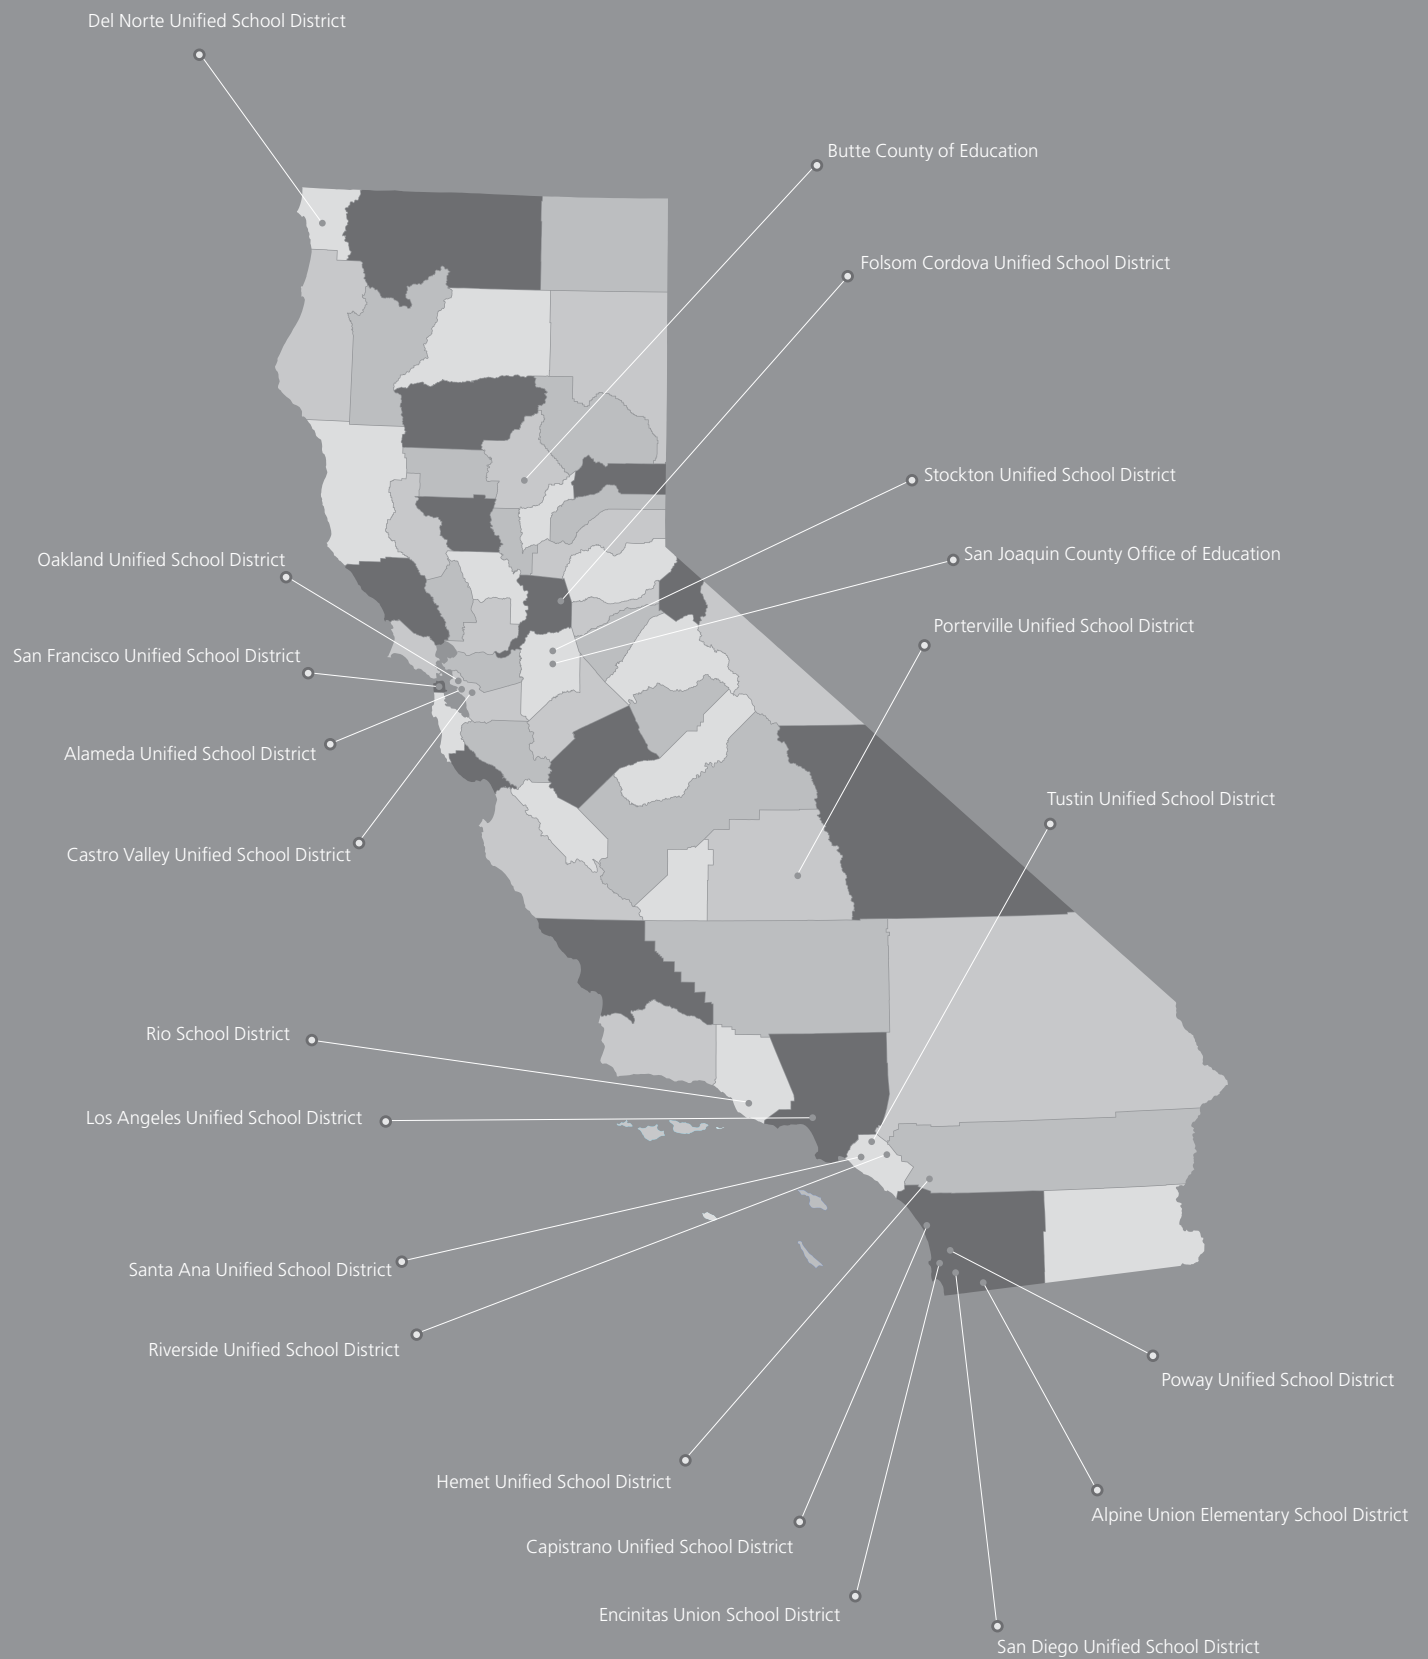 Del Norte Unified School District
Butte County of Education
Folsom Cordova Unified School District
Stockton Unified School District
San Joaquin County Office of Education
Oakland Unified School District
Porterville Unified School District
San Francisco Unified School District
Alameda Unified School District
Tustin Unified School District
Castro Valley Unified School District
Rio School District
Los Angeles Unified School District
Santa Ana Unified School District
Riverside Unified School District
Poway Unified School District
Hemet Unified School District
Alpine Union Elementary School District
Capistrano Unified School District
Encinitas Union School District
San Diego Unified School District